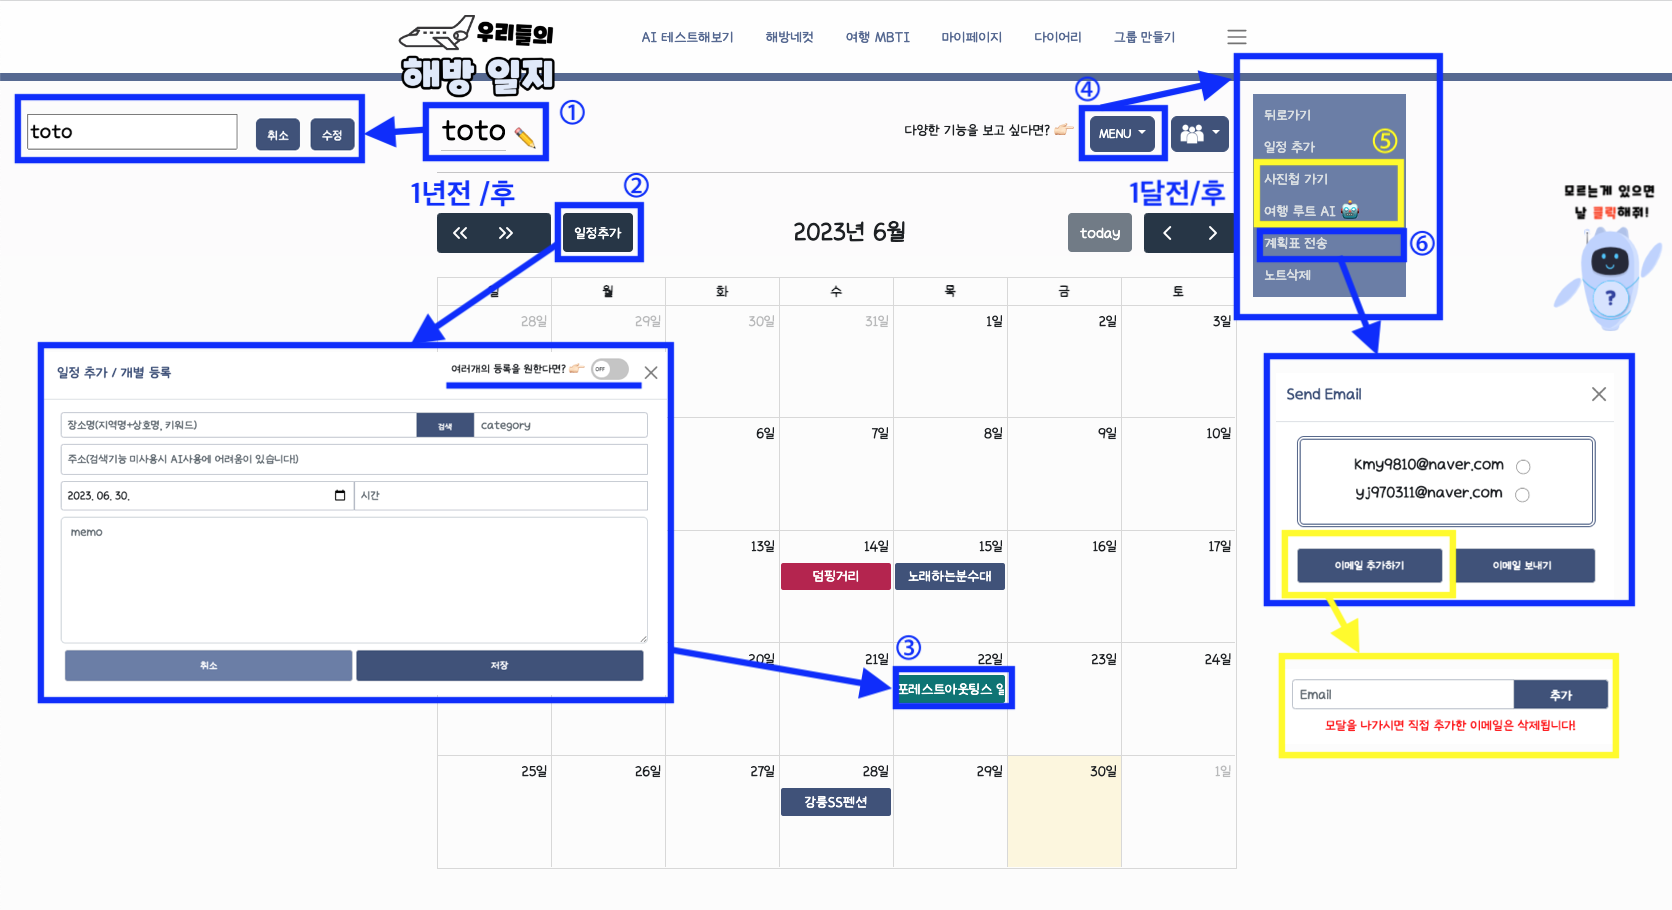 우리들의
해방 일지
AI 테스트해보기 해방네컷 여행 MBTI 마이페이지 다이어리 그룹 만들기
toto 취소 수정
toto
①
다양한 기능을 보고 싶다면?
④
MENU
뒤로가기
일정 추가
⑤
사진첩 가기
여행 루트 AI
계획표 전송
⑥
노트삭제
모르는게 있으면
날 클릭해줘!
?
1년전 /후
②
1달전/후
« »
일정추가
2023년 6월
today
< >
일 월 화 수 목 금 토
28일 29일 30일 31일 1일 2일 3일
6일 7일 8일 9일 10일
13일 14일 15일 16일 17일
덤핑거리 노래하는분수대
20일 21일 22일 23일 24일
③
포레스트아웃팅스 일
25일 26일 27일 28일 29일 30일 1일
강릉SS펜션
일정 추가 / 개별 등록
여러개의 등록을 원한다면?
OFF
장소명(지역명+상호명, 키워드) 검색 category
주소(검색기능 미사용시 AI사용에 어려움이 있습니다!)
2023. 06. 30. 시간
memo
취소 저장
Send Email
kmy9810@naver.com
yj970311@naver.com
이메일 추가하기 이메일 보내기
Email 추가
모달을 나가시면 직접 추가한 이메일은 삭제됩니다!